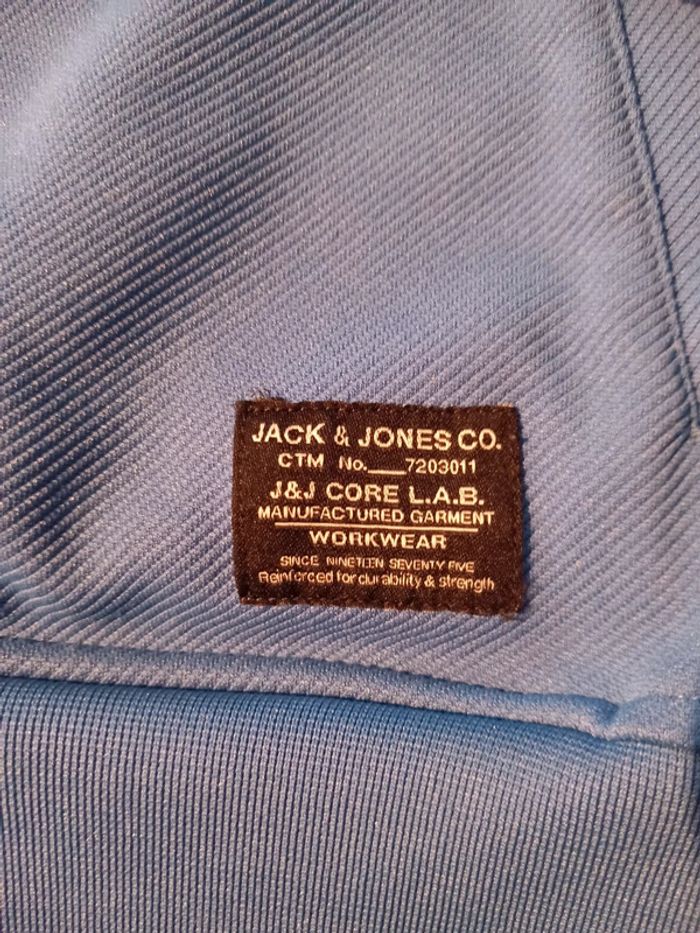 JACK & JONES CO.
CTM No.___7203011
J&J CORE L.A.B.
MANUFACTURED GARMENT
WORKWEAR
SINCE NINETEEN SEVENTY FIVE
Reinforced for durability & strength